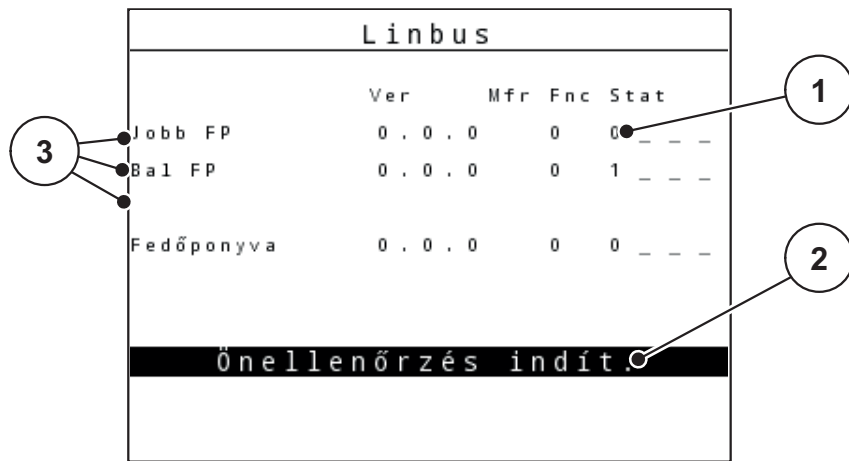 Linbus
Ver Mfr Fnc Stat
Jobb FP 0.0.0 0 0 _ _ _
Bal FP 0.0.0 0 1 _ _ _
Fedőponyva 0.0.0 0 0 _ _ _
Önellenőrzés indít.
1
2
3